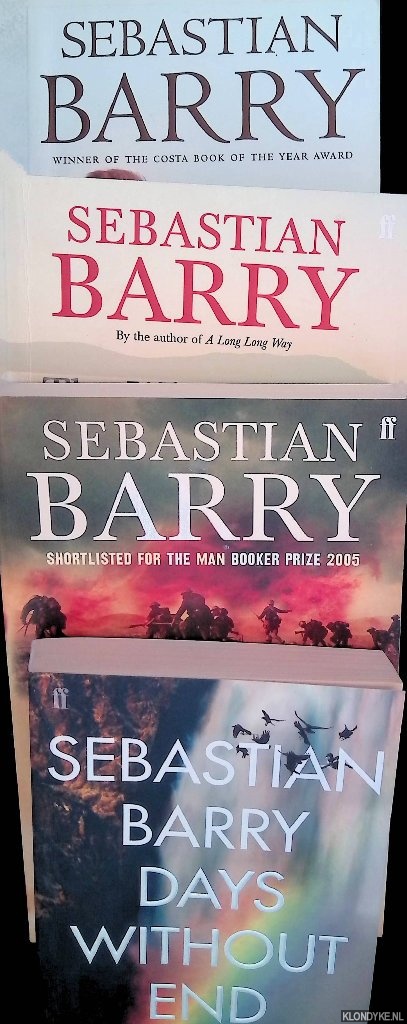 SEBASTIAN
BARRY
WINNER OF THE COSTA BOOK OF THE YEAR AWARD
ff
SEBASTIAN
BARRY
By the author of A Long Long Way
ff
SEBASTIAN
BARRY
SHORTLISTED FOR THE MAN BOOKER PRIZE 2005
ff
SEBASTIAN
BARRY
DAYS
WITHOUT
END
KLONDYKE.NL